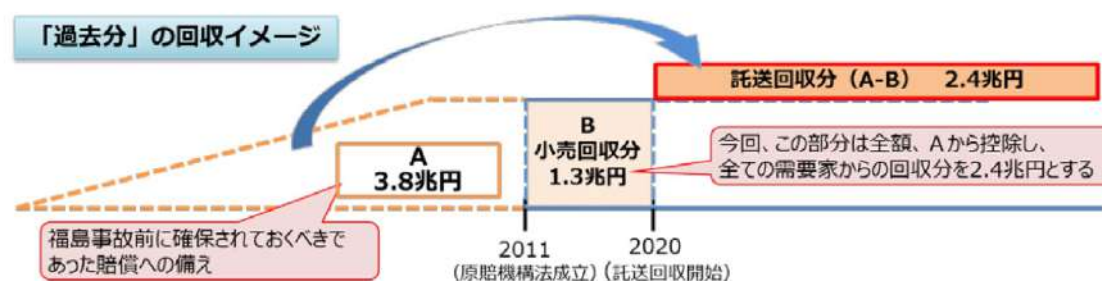 「過去分」の回収イメージ
託送回収分（A-B） 2.4兆円
B
小売回収分
1.3兆円
今回、この部分は全額、Aから控除し、
全ての需要家からの回収分を2.4兆円とする
A
3.8兆円
福島事故前に確保されておくべきで
あった賠償への備え
2011
(原賠機構法成立)
2020
(託送回収開始)